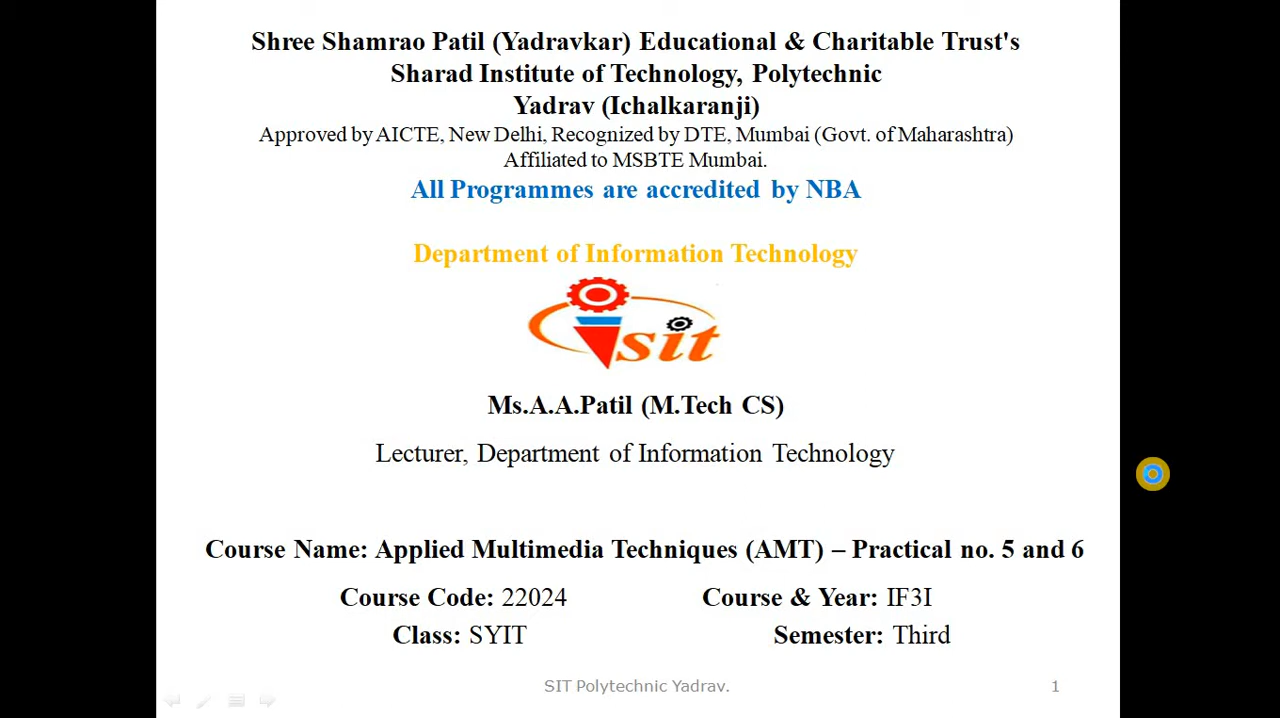 Shree Shamrao Patil (Yadravkar) Educational & Charitable Trust's
Sharad Institute of Technology, Polytechnic
Yadrav (Ichalkaranji)
Approved by AICTE, New Delhi, Recognized by DTE, Mumbai (Govt. of Maharashtra)
Affiliated to MSBTE Mumbai.
All Programmes are accredited by NBA
Department of Information Technology
sit
Ms.A.A.Patil (M.Tech CS)
Lecturer, Department of Information Technology
Course Name: Applied Multimedia Techniques (AMT) – Practical no. 5 and 6
Course Code: 22024 Course & Year: IF3I
Class: SYIT Semester: Third
SIT Polytechnic Yadrav. 1